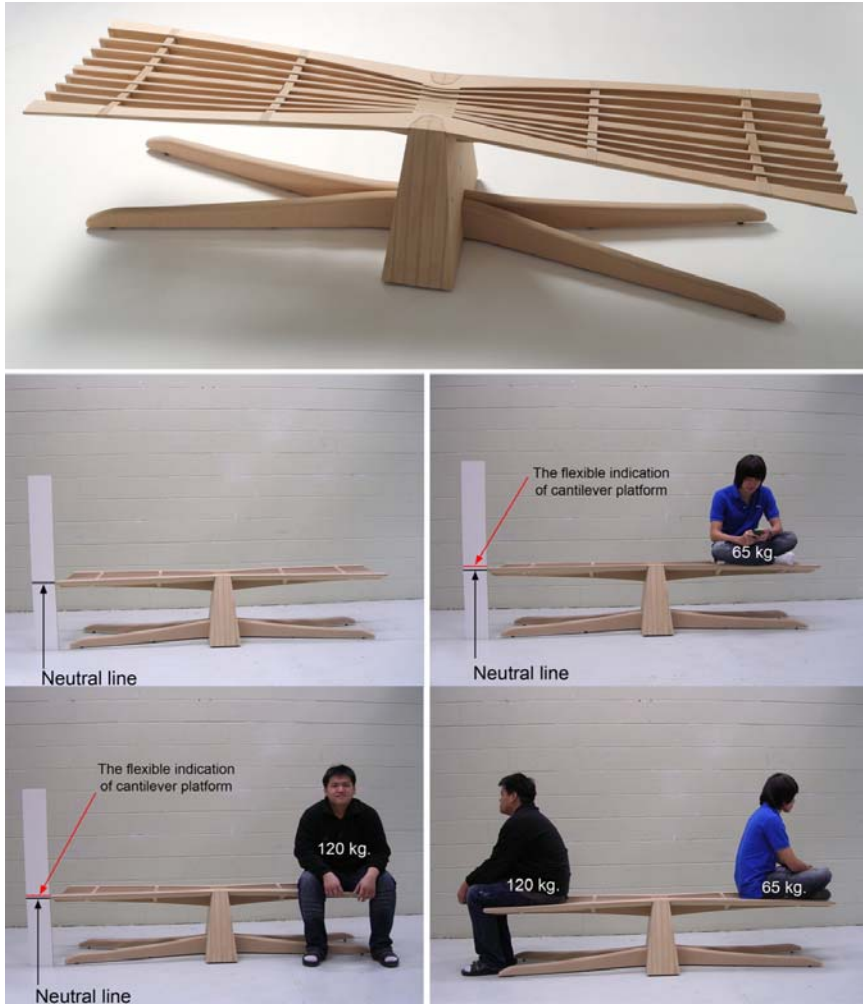 Neutral line
The flexible indication
of cantilever platform
65 kg.
Neutral line
The flexible indication
of cantilever platform
120 kg.
Neutral line
120 kg.
65 kg.